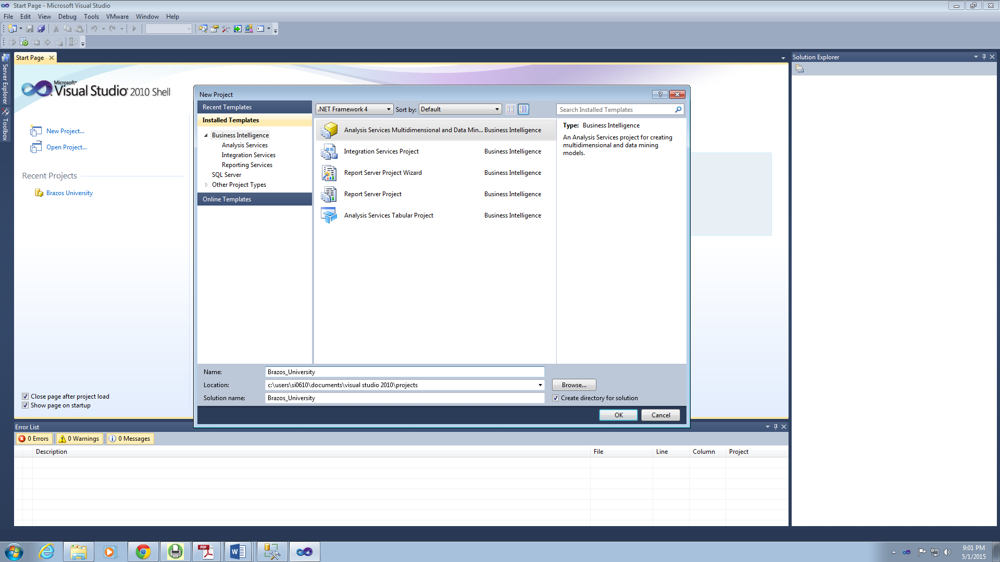 Start Page - Microsoft Visual Studio
File Edit View Debug Tools VMware Window Help
Start Page
Solution Explorer
Server Explorer
Toolbox
Microsoft®
Visual Studio® 2010 Shell
New Project...
Open Project...
Recent Projects
Brazos University
Close page after project load
Show page on startup
New Project
Recent Templates
Installed Templates
Business Intelligence
Analysis Services
Integration Services
Reporting Services
SQL Server
Other Project Types
Online Templates
.NET Framework 4 Sort by: Default
Search Installed Templates
Analysis Services Multidimensional and Data Min... Business Intelligence
Integration Services Project Business Intelligence
Report Server Project Wizard Business Intelligence
Report Server Project Business Intelligence
Analysis Services Tabular Project Business Intelligence
Type: Business Intelligence
An Analysis Services project for creating
multidimensional and data mining
models.
Name: Brazos_University
Location: c:\users\si0610\documents\visual studio 2010\projects Browse...
Solution name: Brazos_University Create directory for solution
OK Cancel
Error List
0 Errors 0 Warnings 0 Messages
Description File Line Column Project
PDF
W
9:01 PM
5/1/2015